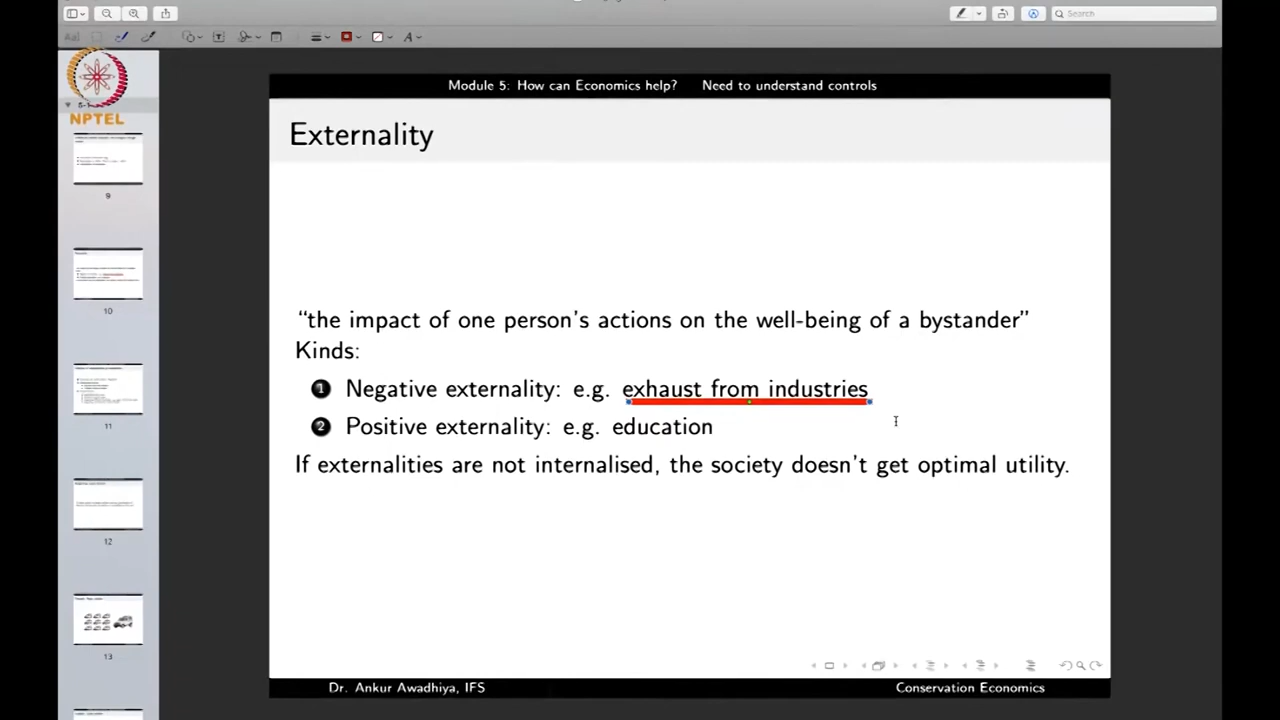 Search
NPTEL
9
10
11
12
13
Module 5: How can Economics help? Need to understand controls
Externality
“the impact of one person’s actions on the well-being of a bystander”
Kinds:
1 Negative externality: e.g. exhaust from industries
2 Positive externality: e.g. education
If externalities are not internalised, the society doesn’t get optimal utility.
Dr. Ankur Awadhiya, IFS Conservation Economics